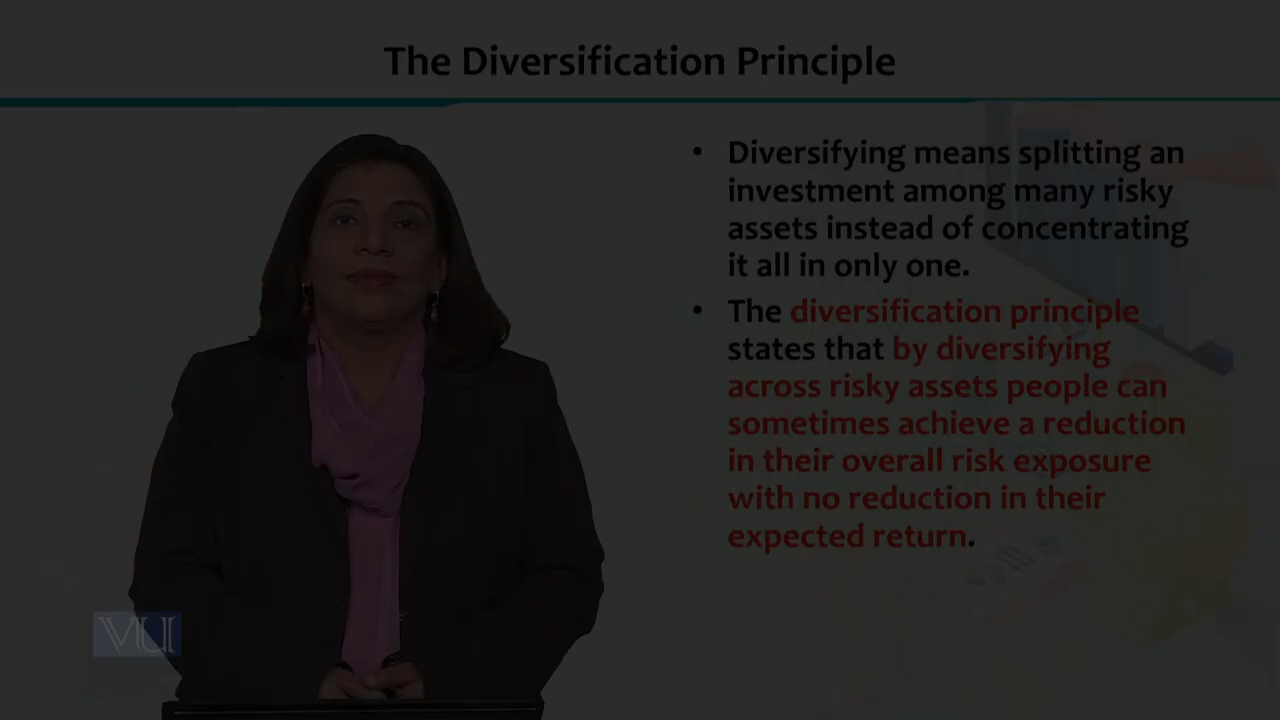 The Diversification Principle
• Diversifying means splitting an
investment among many risky
assets instead of concentrating
it all in only one.
• The diversification principle
states that by diversifying
across risky assets people can
sometimes achieve a reduction
in their overall risk exposure
with no reduction in their
expected return.
VU